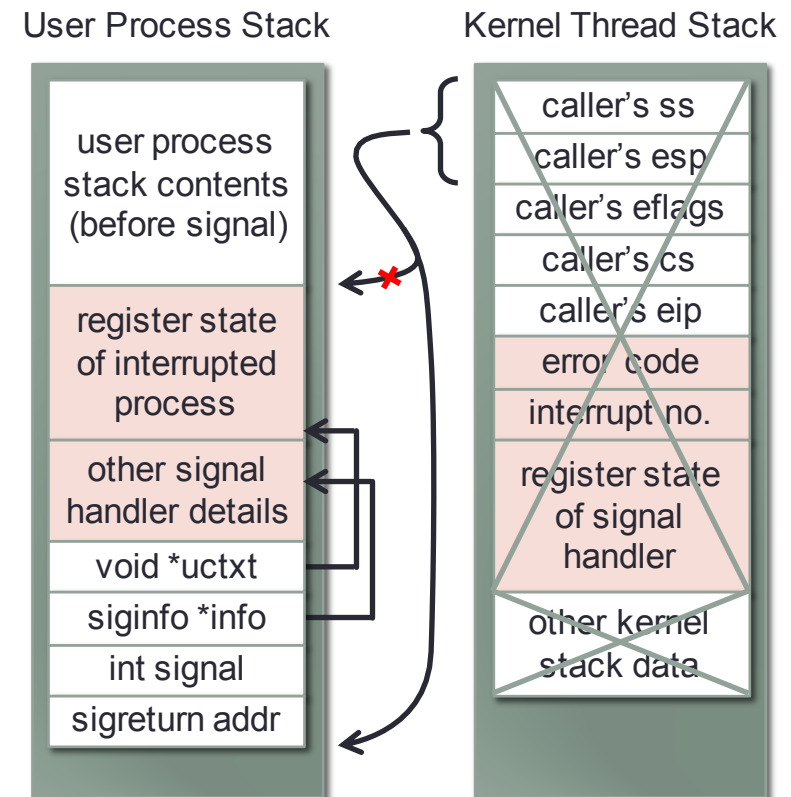 User Process Stack
user process
stack contents
(before signal)
register state
of interrupted
process
other signal
handler details
void *uctxt
siginfo *info
int signal
sigreturn addr
Kernel Thread Stack
caller’s ss
caller’s esp
caller’s eflags
caller’s cs
caller’s eip
error code
interrupt no.
register state
of signal
handler
other kernel
stack data